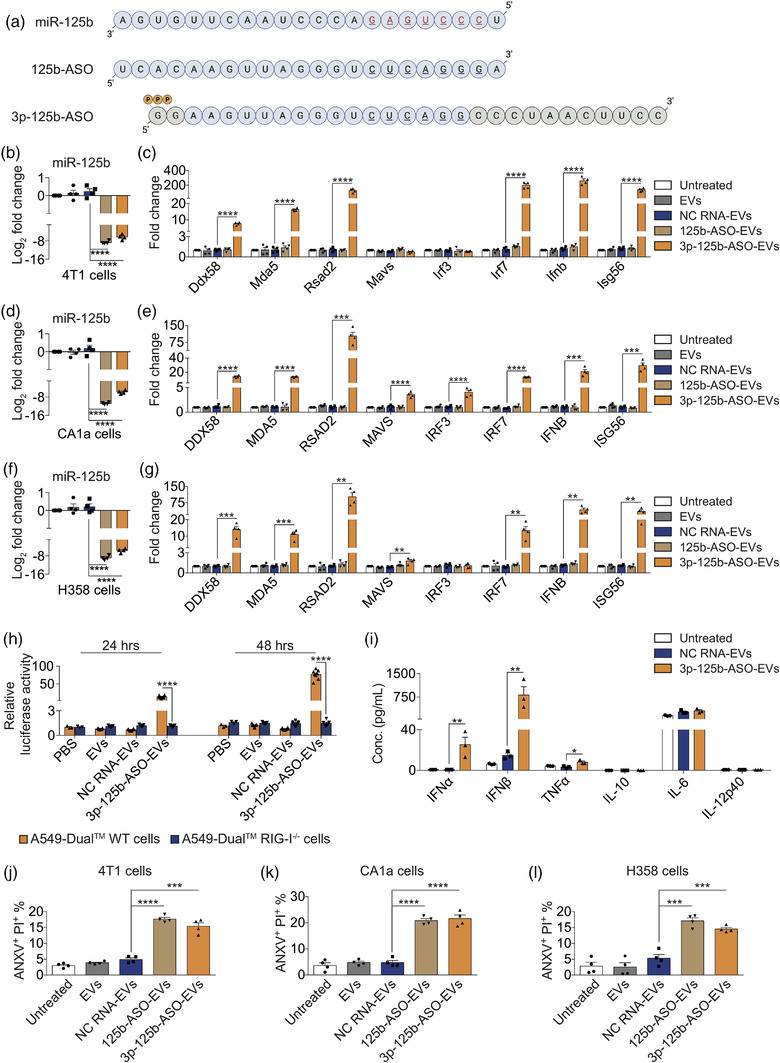 (a)
5'
miR-125b A G U G U U C A A U C C C A G A G U C C C U
3'
125b-ASO U C A C A A G U U A G G G U C U C A G G G A
5'
P P P
3'
3p-125b-ASO G G A A G U U A G G G U C U C A G G C C C U A A C U U C C
5'
(b)
miR-125b
Log2 fold change
1
0
-8
-16
****
****
4T1 cells
(c)
Fold change
400
200
20
10
3
0
**** **** **** **** **** ****
Ddx58 Mda5 Rsad2 Mavs Irf3 Irf7 Ifnb Isg56
Untreated
EVs
NC RNA-EVs
125b-ASO-EVs
3p-125b-ASO-EVs
(d)
miR-125b
Log2 fold change
1
0
-8
-16
****
****
CA1a cells
(e)
Fold change
150
75
40
20
5
0
**** **** *** **** **** **** *** ***
DDX58 MDA5 RSAD2 MAVS IRF3 IRF7 IFNB ISG56
Untreated
EVs
NC RNA-EVs
125b-ASO-EVs
3p-125b-ASO-EVs
(f)
miR-125b
Log2 fold change
1
0
-8
-16
****
****
H358 cells
(g)
Fold change
150
75
20
10
3
0
*** *** ** ** ** ** **
DDX58 MDA5 RSAD2 MAVS IRF3 IRF7 IFNB ISG56
Untreated
EVs
NC RNA-EVs
125b-ASO-EVs
3p-125b-ASO-EVs
(h)
24 hrs 48 hrs
Relative
luciferase activity
100
50
3
0
**** ****
PBS EVs NC RNA-EVs 3p-125b-ASO-EVs PBS EVs NC RNA-EVs 3p-125b-ASO-EVs
A549-Dual™ WT cells A549-Dual™ RIG-I-/- cells
(i)
Conc. (pg/mL)
1500
750
40
0
** ** *
IFNα IFNβ TNFα IL-10 IL-6 IL-12p40
Untreated
NC RNA-EVs
3p-125b-ASO-EVs
(j)
4T1 cells
ANXV+ PI+ %
20
15
10
5
0
***
****
Untreated EVs NC RNA-EVs 125b-ASO-EVs 3p-125b-ASO-EVs
(k)
CA1a cells
ANXV+ PI+ %
30
20
10
0
****
****
Untreated EVs NC RNA-EVs 125b-ASO-EVs 3p-125b-ASO-EVs
(l)
H358 cells
ANXV+ PI+ %
20
15
10
5
0
***
***
Untreated EVs NC RNA-EVs 125b-ASO-EVs 3p-125b-ASO-EVs